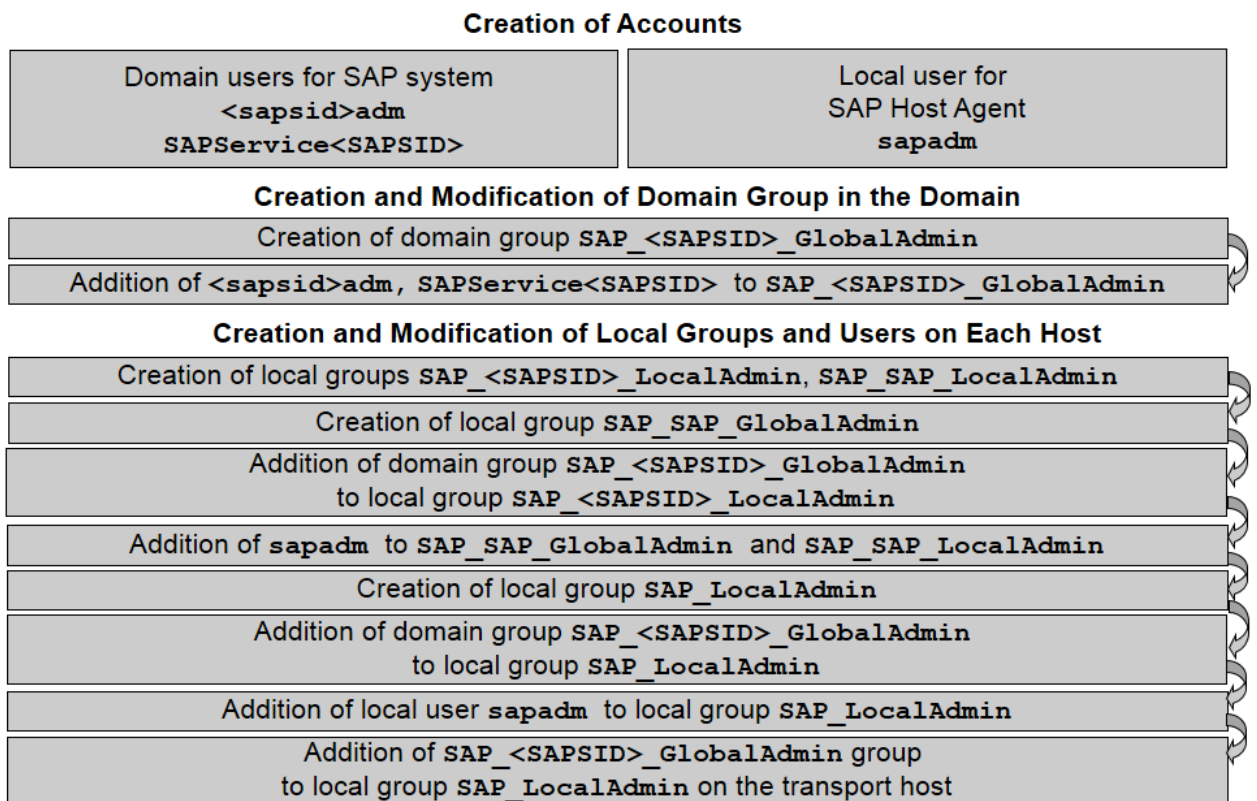 Creation of Accounts
Domain users for SAP system
<sapsid>adm
SAPService<SAPSID>
Local user for
SAP Host Agent
sapadm
Creation and Modification of Domain Group in the Domain
Creation of domain group SAP_<SAPSID>_GlobalAdmin
Addition of <sapsid>adm, SAPService<SAPSID> to SAP_<SAPSID>_GlobalAdmin
Creation and Modification of Local Groups and Users on Each Host
Creation of local groups SAP_<SAPSID>_LocalAdmin, SAP_SAP_LocalAdmin
Creation of local group SAP_SAP_GlobalAdmin
Addition of domain group SAP_<SAPSID>_GlobalAdmin
to local group SAP_<SAPSID>_LocalAdmin
Addition of sapadm to SAP_SAP_GlobalAdmin and SAP_SAP_LocalAdmin
Creation of local group SAP_LocalAdmin
Addition of domain group SAP_<SAPSID>_GlobalAdmin
to local group SAP_LocalAdmin
Addition of local user sapadm to local group SAP_LocalAdmin
Addition of SAP_<SAPSID>_GlobalAdmin group
to local group SAP_LocalAdmin on the transport host